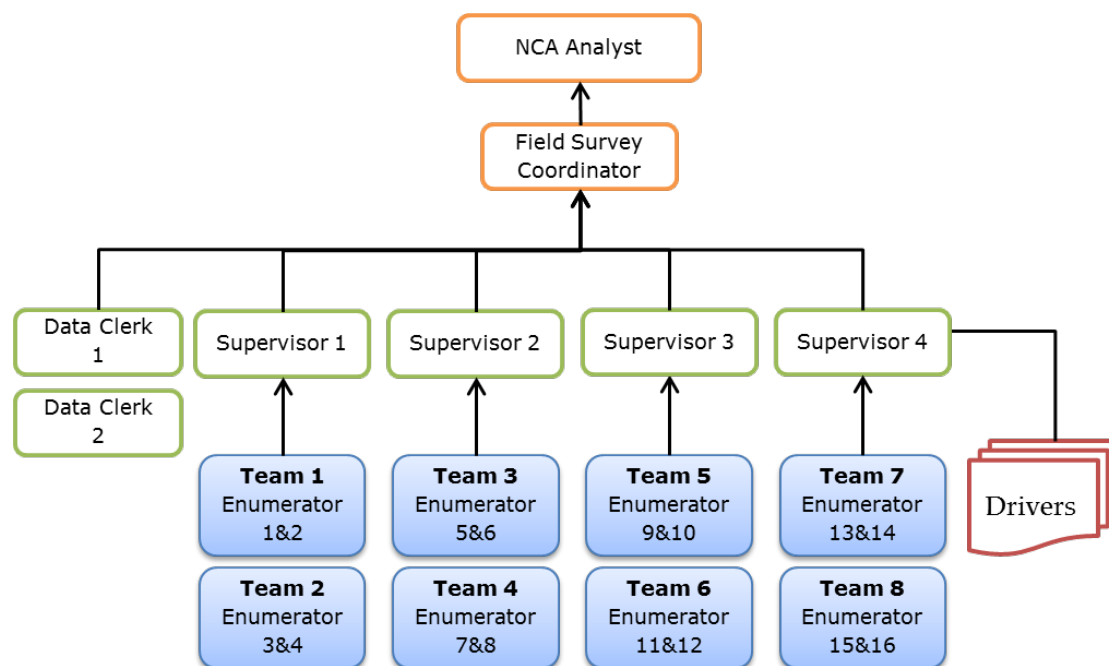 NCA Analyst
Field Survey
Coordinator
Data Clerk
1
Supervisor 1
Supervisor 2
Supervisor 3
Supervisor 4
Data Clerk
2
Team 1
Enumerator
1&2
Team 3
Enumerator
5&6
Team 5
Enumerator
9&10
Team 7
Enumerator
13&14
Drivers
Team 2
Enumerator
3&4
Team 4
Enumerator
7&8
Team 6
Enumerator
11&12
Team 8
Enumerator
15&16